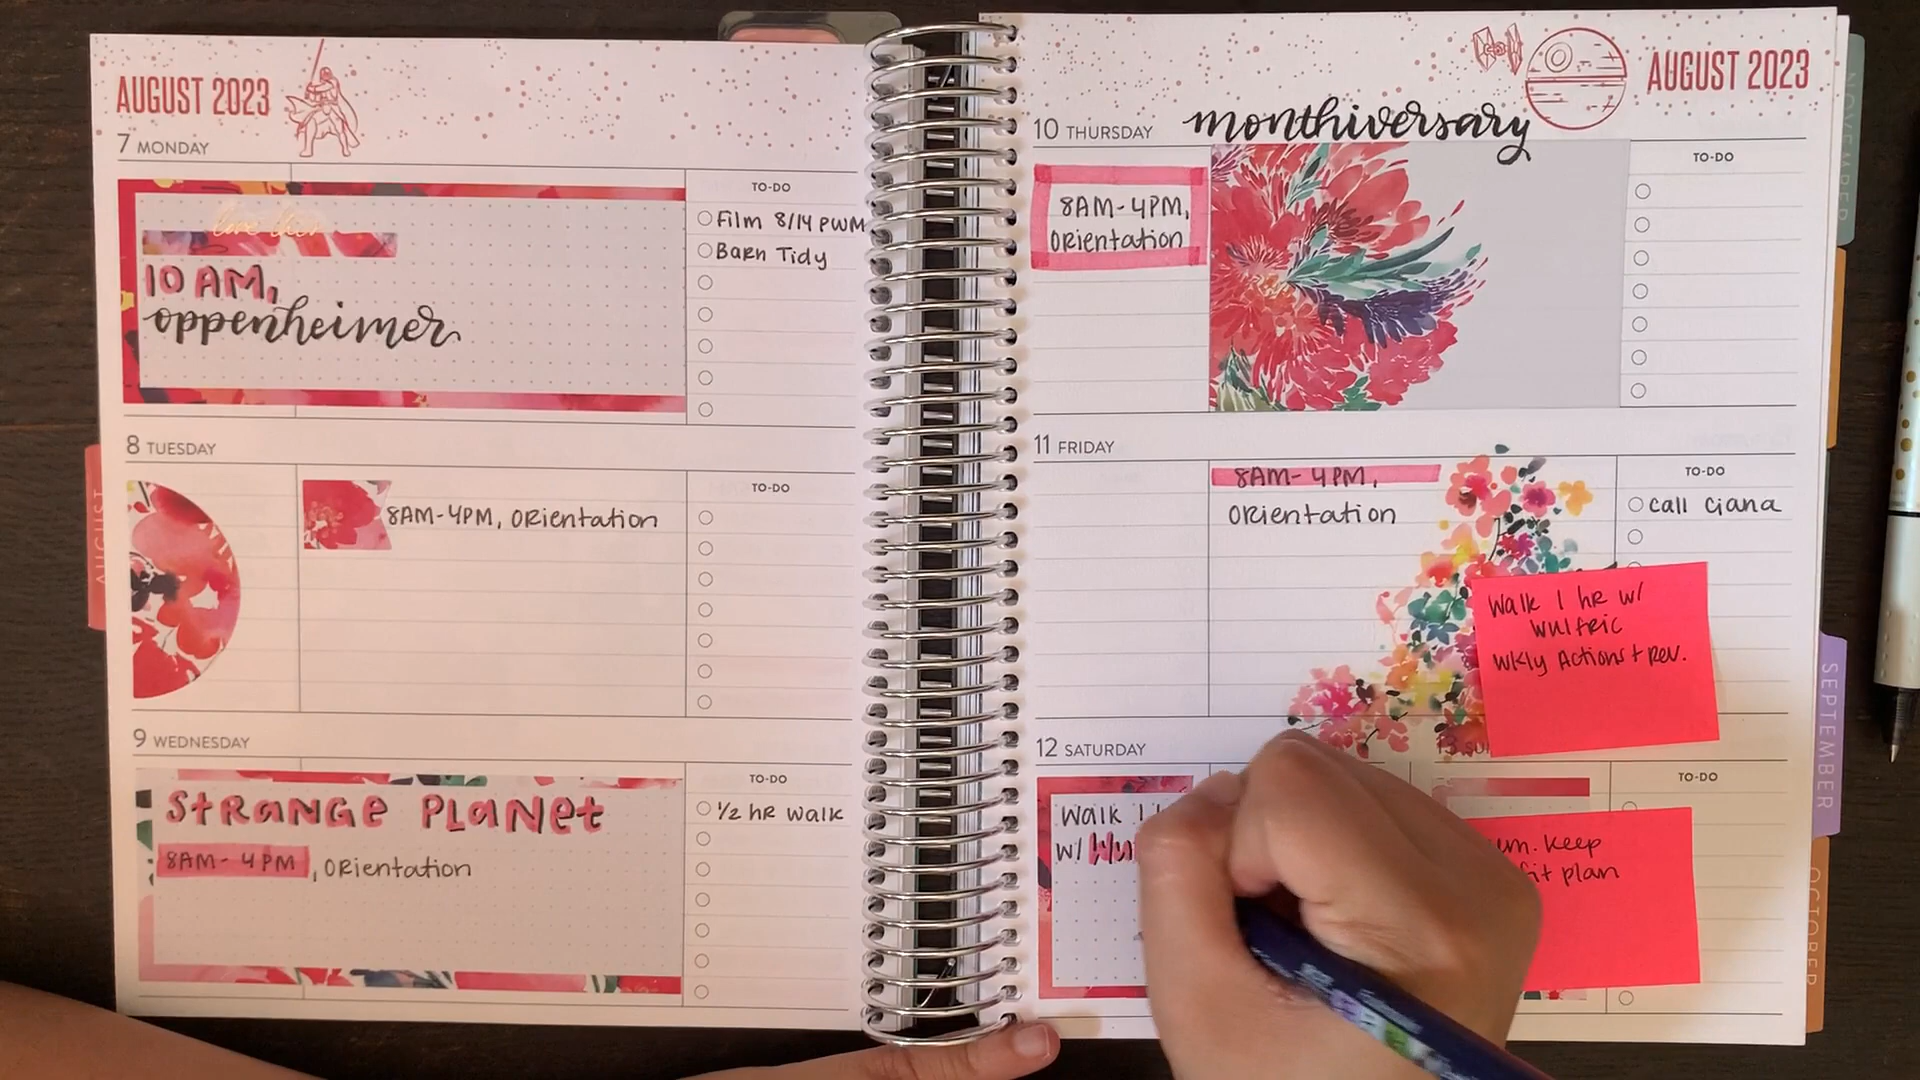 AUGUST 2023
7 MONDAY
TO-DO
Film 8/14 PWM
Barn Tidy
10 AM,
oppenheimer
8 TUESDAY
TO-DO
8AM-4PM, Orientation
9 WEDNESDAY
TO-DO
1/2 hr walk
STRANGE PLANET
8AM-4PM, Orientation
AUGUST
AUGUST 2023
10 THURSDAY
monthiversary
TO-DO
8AM-4PM,
Orientation
11 FRIDAY
TO-DO
8AM-4PM,
Orientation
call Ciana
Walk 1 hr w/
Wulfric
Wkly Actions + Rev.
12 SATURDAY
13
TO-DO
Walk 1
w/
Keep
plan
NOVEMBER
SEPTEMBER
OCTOBER